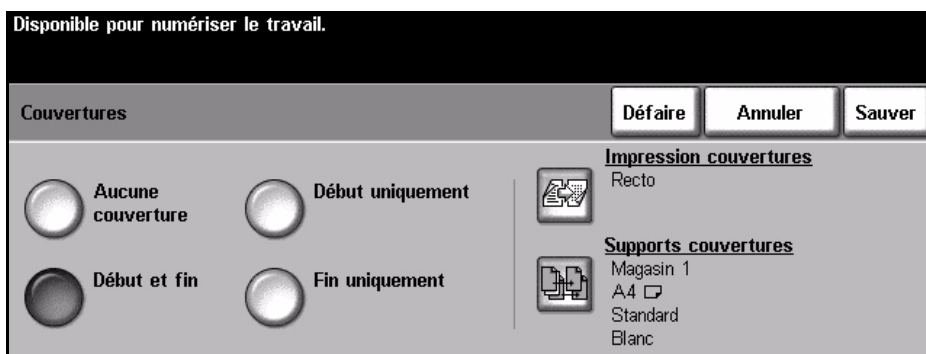 Disponible pour numériser le travail.
Couvertures
Défaire
Annuler
Sauver
Aucune
couverture
Début uniquement
Début et fin
Fin uniquement
Impression couvertures
Recto
Supports couvertures
Magasin 1
A4
Standard
Blanc